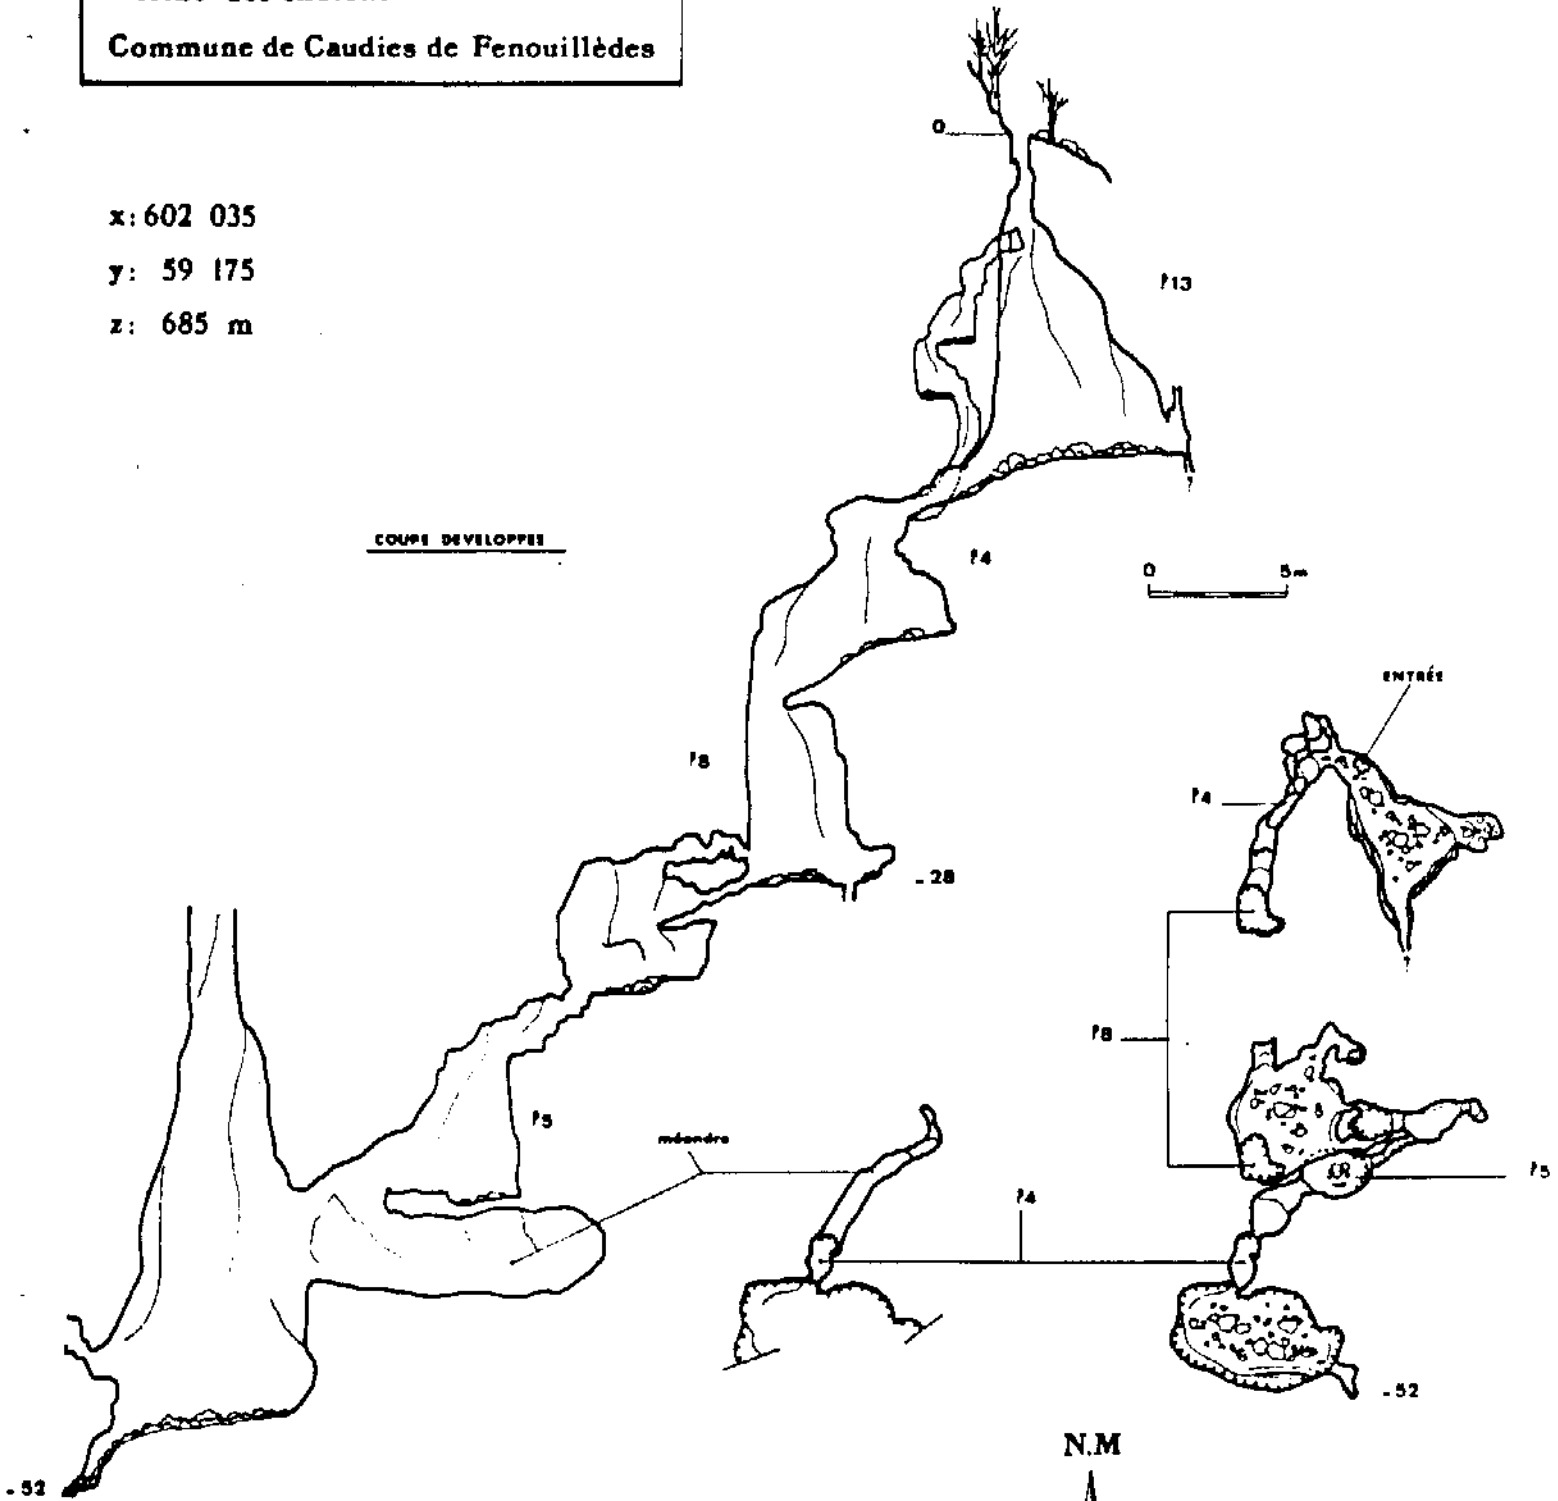 Commune de Caudies de Fenouillèdes
x: 602 035
y: 59 175
z: 685 m
0
P13
COUPE DEVELOPPEE
P4
0 5m
ENTRÉE
P8
P4
-28
P8
P5
méandre
P5
P4
-52
N.M
-52